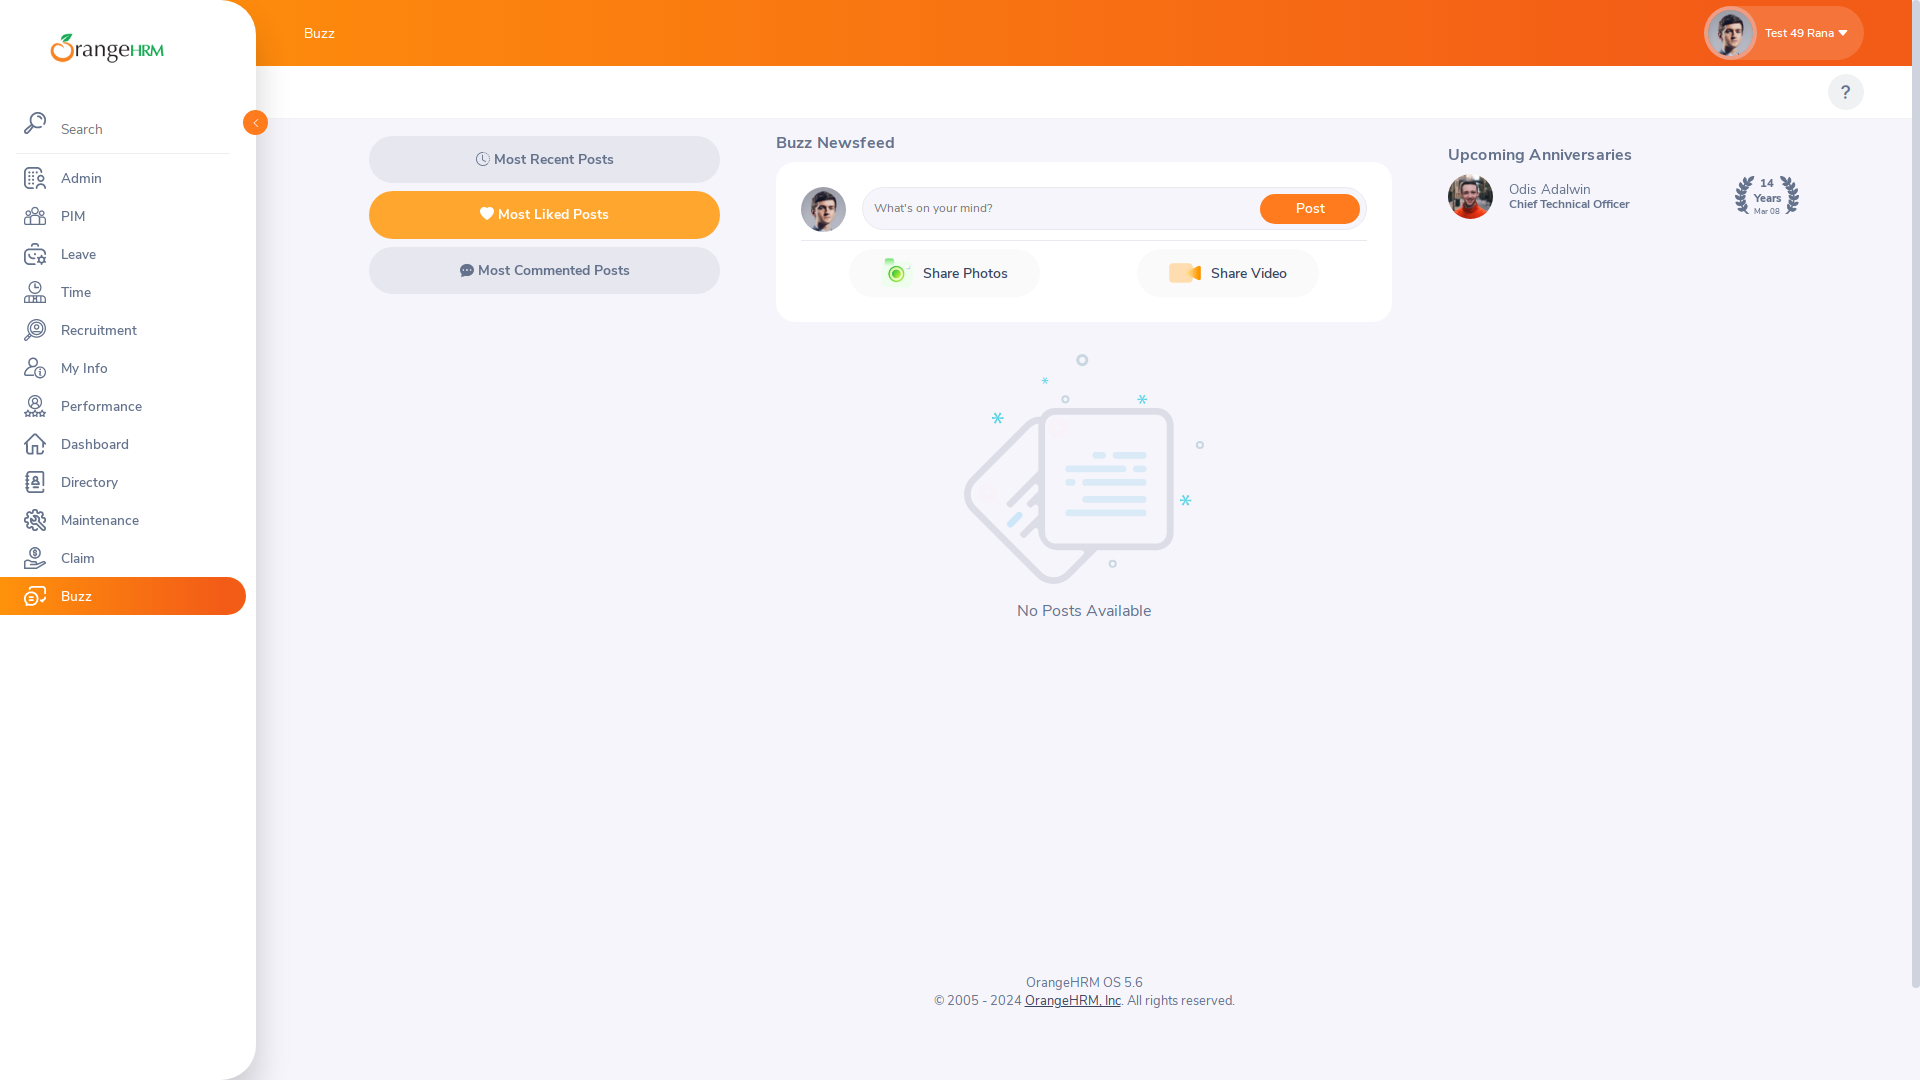 OrangeHRM
Search
Admin
PIM
Leave
Time
Recruitment
My Info
Performance
Dashboard
Directory
Maintenance
Claim
Buzz
Buzz
Test 49 Rana
?
Most Recent Posts
Most Liked Posts
Most Commented Posts
Buzz Newsfeed
What's on your mind?
Post
Share Photos
Share Video
No Posts Available
Upcoming Anniversaries
Odis Adalwin
Chief Technical Officer
14
Years
Mar 08
OrangeHRM OS 5.6
© 2005 - 2024 OrangeHRM, Inc. All rights reserved.